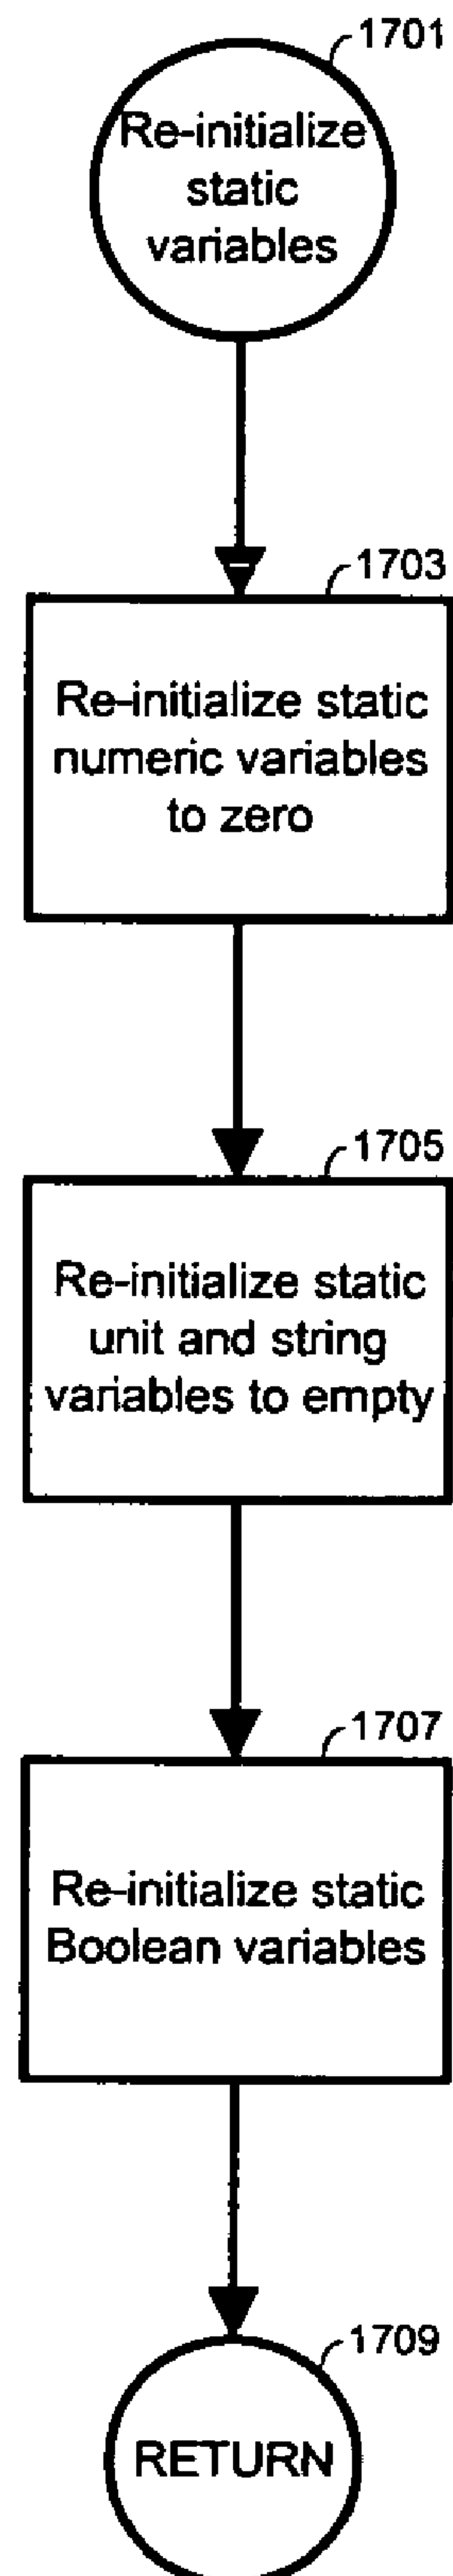 1701
Re-initialize
static
variables
1703
Re-initialize static
numeric variables
to zero
1705
Re-initialize static
unit and string
variables to empty
1707
Re-initialize static
Boolean variables
1709
RETURN